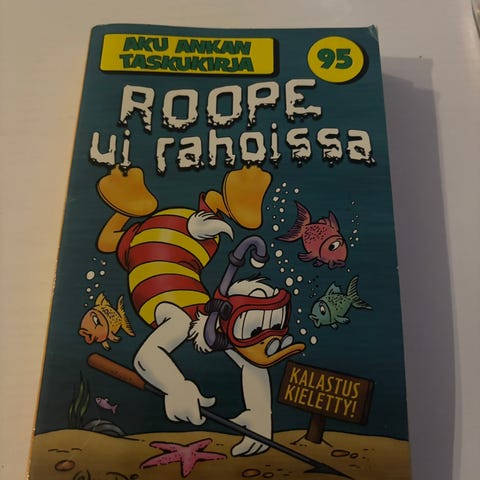 AKU ANKAN
TASKUKIRJA
95
ROOPE
ui rahoissa
KALASTUS
KIELETTY!